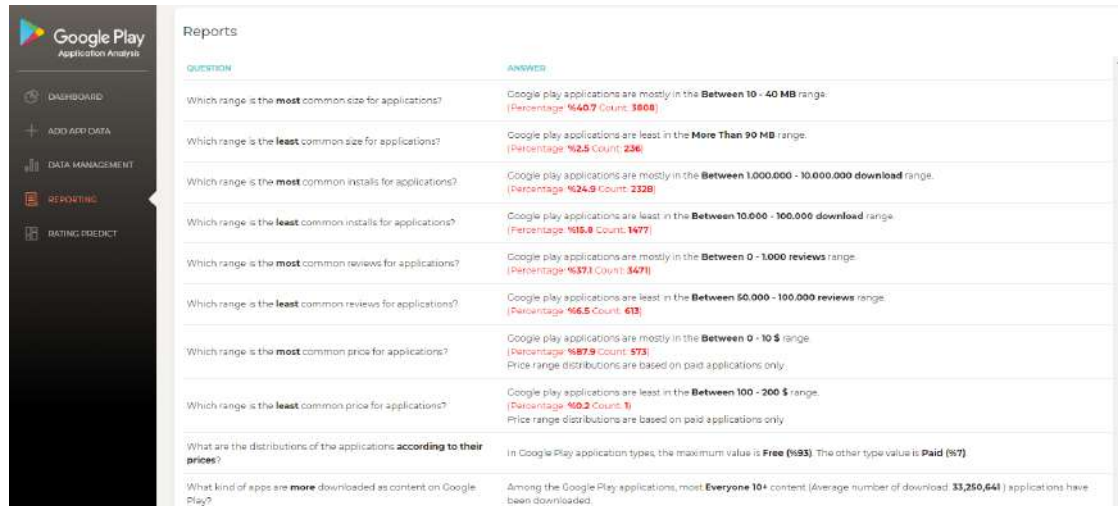 Google Play
Application Analysis
DASHBOARD
ADD APP DATA
DATA MANAGEMENT
REPORTING
RATING PREDICT
Reports
QUESTION ANSWER
Which range is the most common size for applications?
Google play applications are mostly in the Between 10 - 40 MB range.
(Percentage: %40.7 Count: 3808)
Which range is the least common size for applications?
Google play applications are least in the More Than 90 MB range.
(Percentage: %2.5 Count: 236)
Which range is the most common installs for applications?
Google play applications are mostly in the Between 1.000.000 - 10.000.000 download range.
(Percentage: %24.9 Count: 2328)
Which range is the least common installs for applications?
Google play applications are least in the Between 10.000 - 100.000 download range.
(Percentage: %15.8 Count: 1477)
Which range is the most common reviews for applications?
Google play applications are mostly in the Between 0 - 1.000 reviews range.
(Percentage: %37.1 Count: 3471)
Which range is the least common reviews for applications?
Google play applications are least in the Between 50.000 - 100.000 reviews range.
(Percentage: %6.5 Count: 613)
Which range is the most common price for applications?
Google play applications are mostly in the Between 0 - 10 $ range
(Percentage: %87.9 Count: 573)
Price range distributions are based on paid applications only
Which range is the least common price for applications?
Google play applications are least in the Between 100 - 200 $ range.
(Percentage: %0.2 Count: 1)
Price range distributions are based on paid applications only
What are the distributions of the applications according to their
prices?
In Google Play application types, the maximum value is Free (%93). The other type value is Paid (%7)
What kind of apps are more downloaded as content on Google
Play?
Among the Google Play applications, most Everyone 10+ content (Average number of download: 33,250,641 ) applications have
been downloaded.